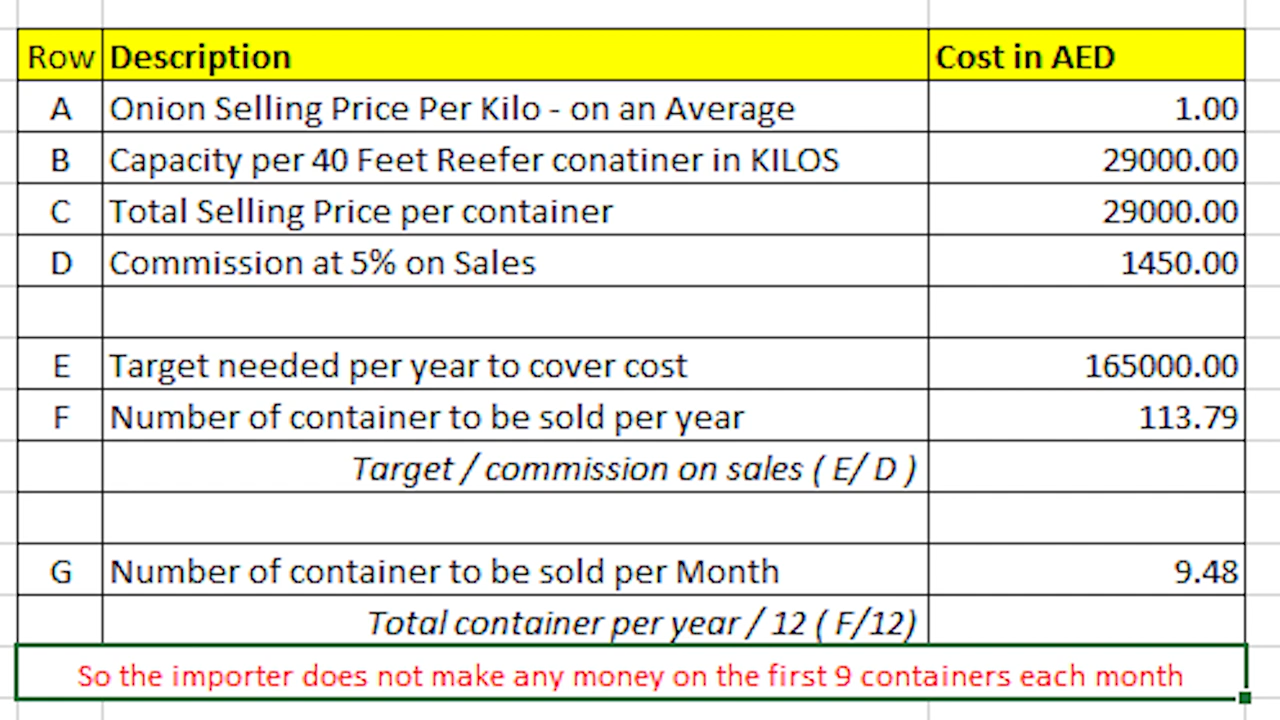 Row Description Cost in AED
A Onion Selling Price Per Kilo - on an Average 1.00
B Capacity per 40 Feet Reefer conatiner in KILOS 29000.00
C Total Selling Price per container 29000.00
D Commission at 5% on Sales 1450.00
E Target needed per year to cover cost 165000.00
F Number of container to be sold per year 113.79
Target / commission on sales ( E/ D )
G Number of container to be sold per Month 9.48
Total container per year / 12 ( F/12)
So the importer does not make any money on the first 9 containers each month